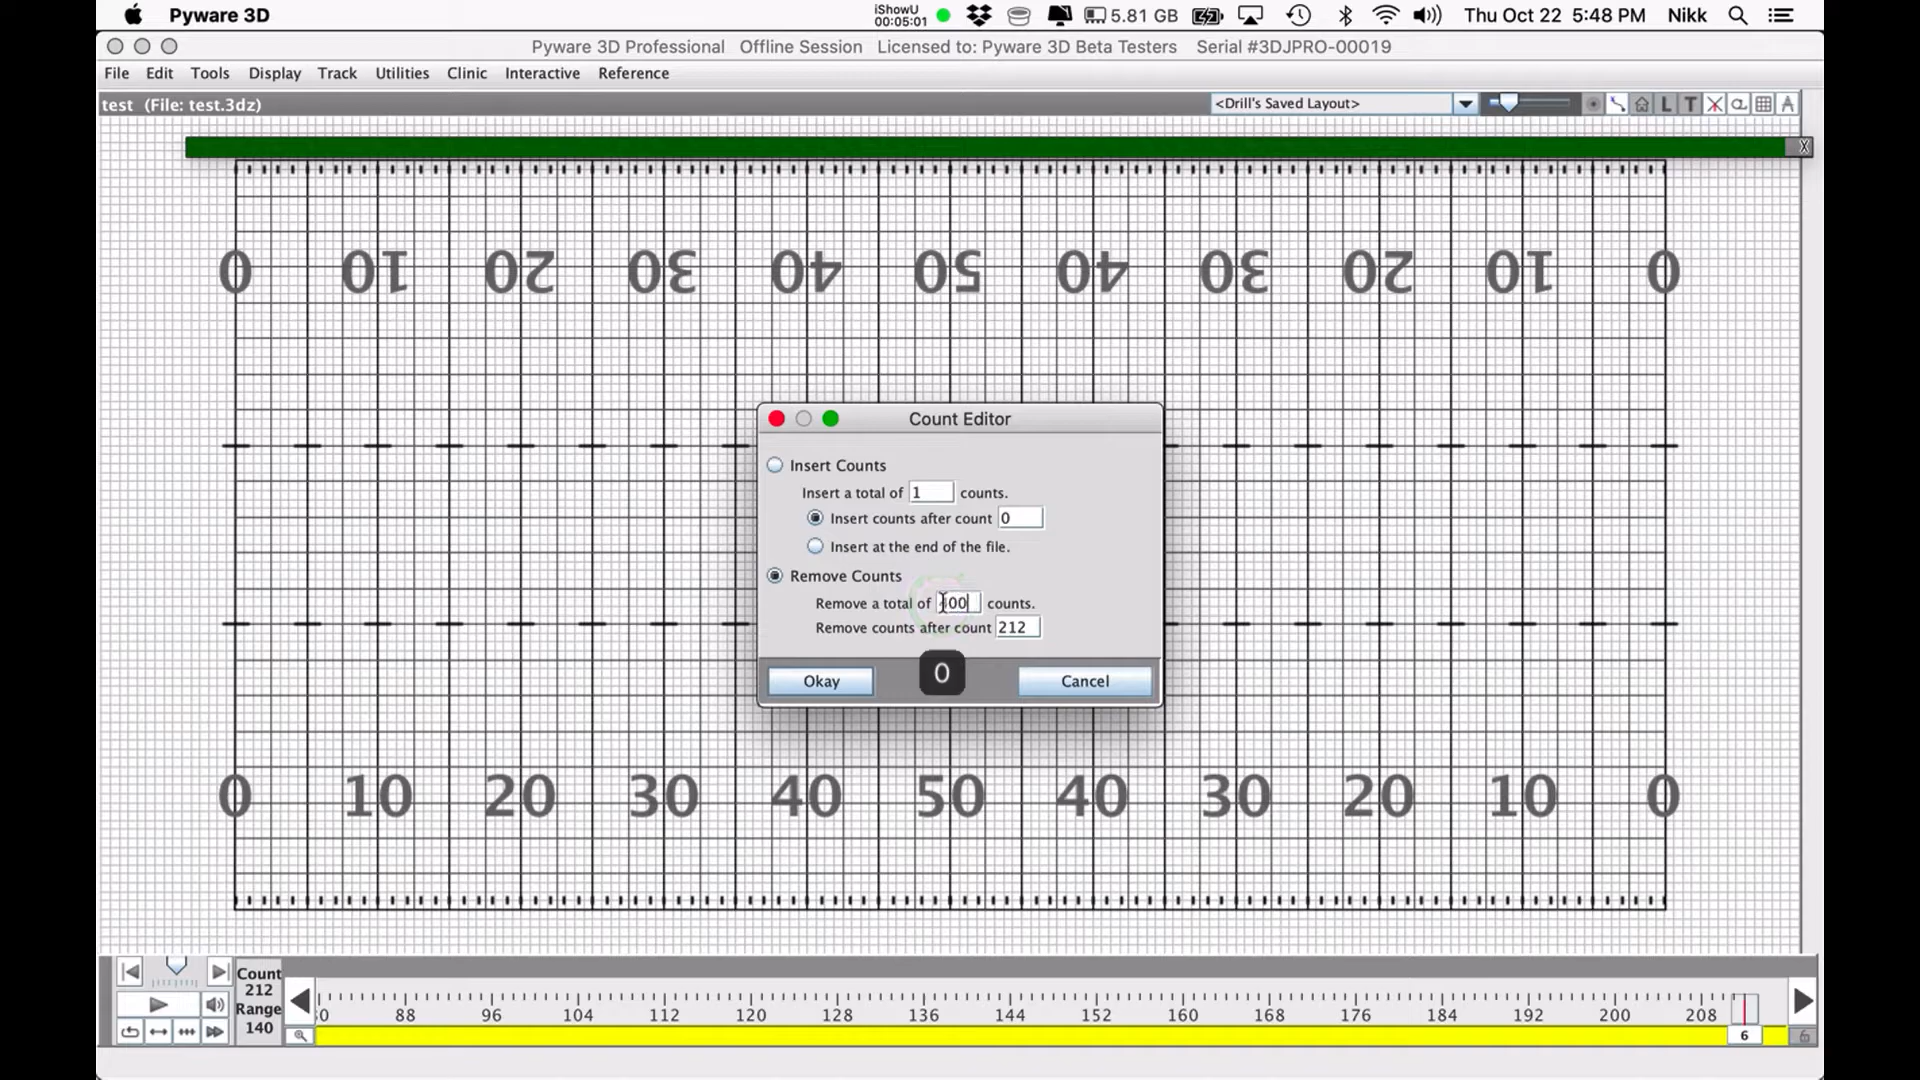 Pyware 3D
iShowU
00:05:01
5.81 GB
Thu Oct 22 5:48 PM Nikk
Pyware 3D Professional Offline Session Licensed to: Pyware 3D Beta Testers Serial #3DJPRO-00019
File Edit Tools Display Track Utilities Clinic Interactive Reference
test (File: test.3dz)
<Drill's Saved Layout>
L T
X
0 10 20 30 40 50 40 30 20 10 0
Count Editor
Insert Counts
Insert a total of 1 counts.
Insert counts after count 0
Insert at the end of the file.
Remove Counts
Remove a total of 00 counts.
Remove counts after count 212
Okay
0
Cancel
0 10 20 30 40 50 40 30 20 10 0
Count
212
Range
140
88 96 104 112 120 128 136 144 152 160 168 176 184 192 200 208
6